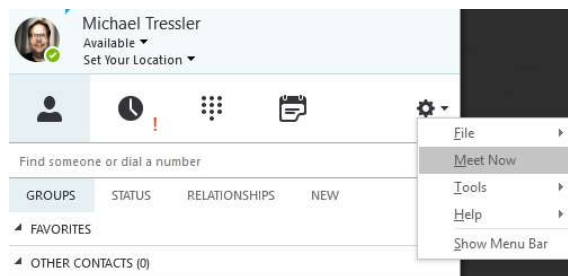 Michael Tressler
Available
Set Your Location
!
File
Meet Now
Find someone or dial a number
Tools
GROUPS STATUS RELATIONSHIPS NEW
Help
FAVORITES
Show Menu Bar
OTHER CONTACTS (0)